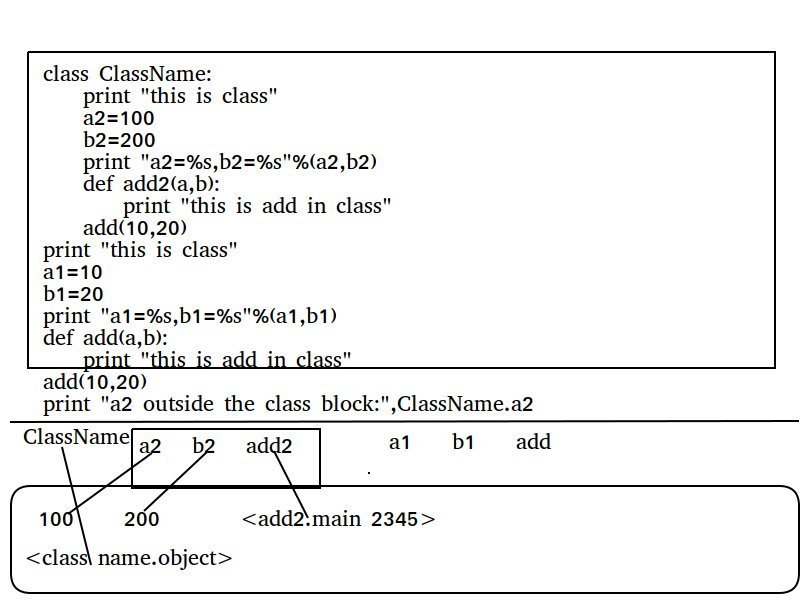 class ClassName:
print "this is class"
a2=100
b2=200
print "a2=%s,b2=%s"%(a2,b2)
def add2(a,b):
print "this is add in class"
add(10,20)
print "this is class"
a1=10
b1=20
print "a1=%s,b1=%s"%(a1,b1)
def add(a,b):
print "this is add in class"
add(10,20)
print "a2 outside the class block:",ClassName.a2
ClassName a2 b2 add2 a1 b1 add
100 200 <add2.main 2345>
<class name.object>